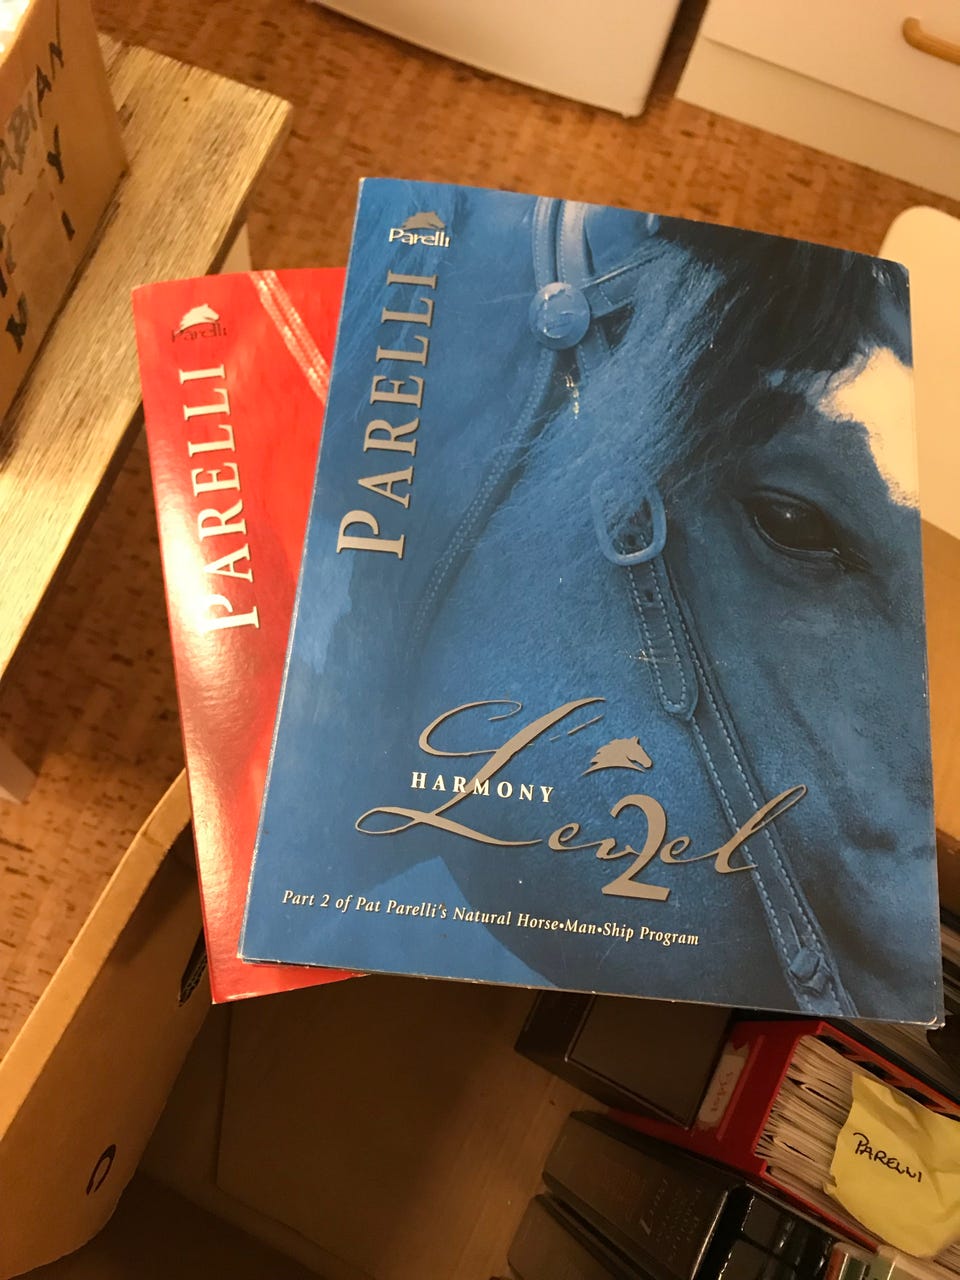 Parelli
PARELLI
HARMONY
Level
2
Part 2 of Pat Parelli's Natural Horse•Man•Ship Program
Parelli
PARELLI
PARELLI